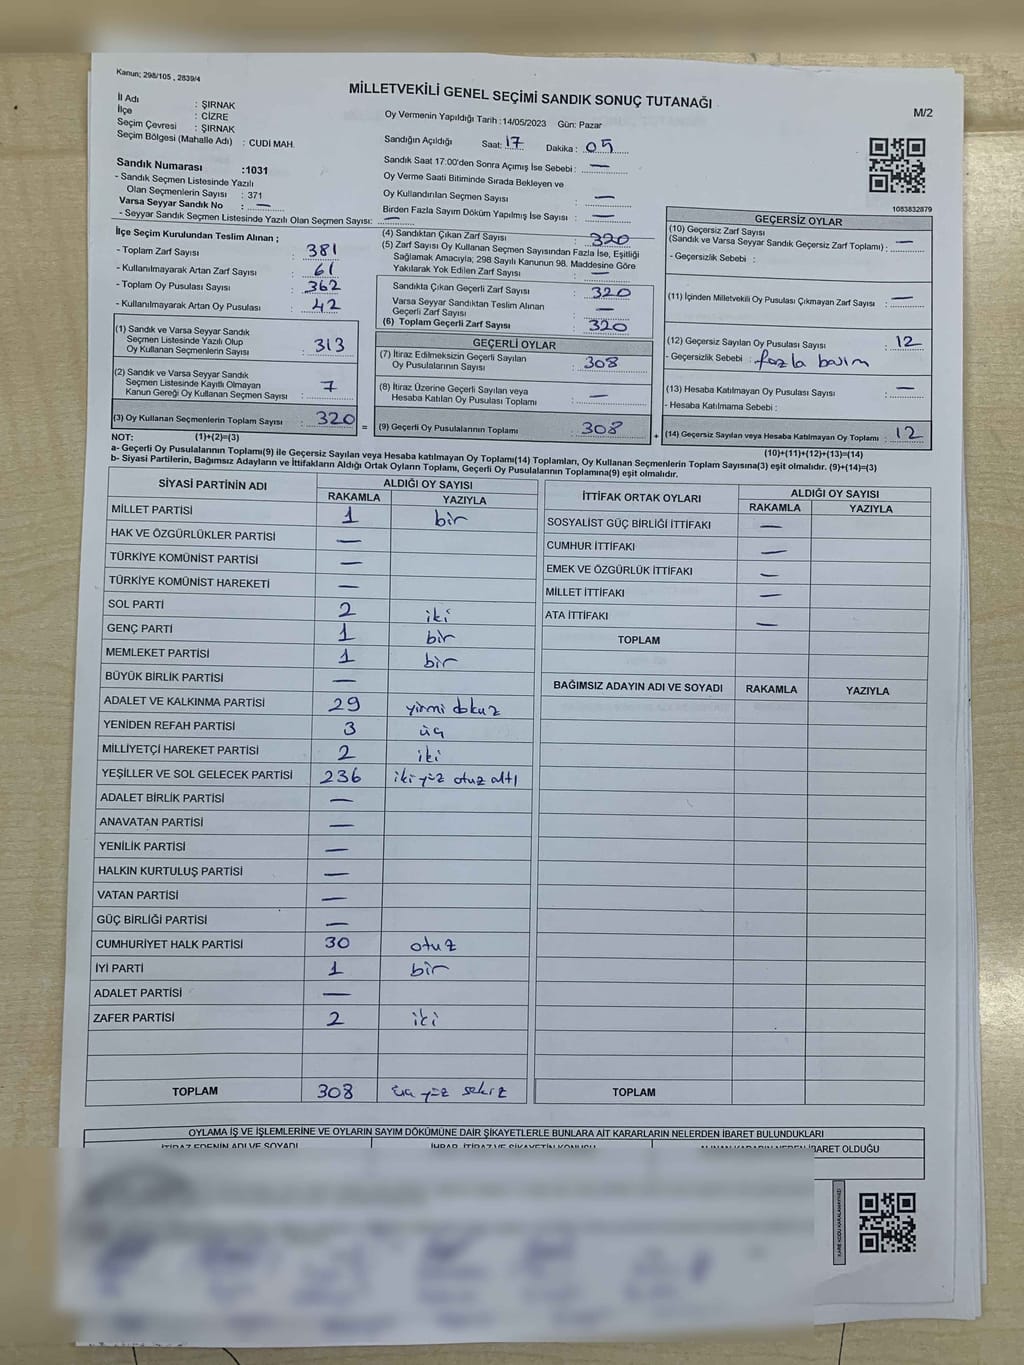 Kanun; 298/105 , 2839/4
MİLLETVEKİLİ GENEL SEÇİMİ SANDIK SONUÇ TUTANAĞI
M/2
İl Adı : ŞIRNAK
İlçe : CİZRE
Seçim Çevresi : ŞIRNAK
Seçim Bölgesi (Mahalle Adı) : CUDİ MAH.
Sandık Numarası :1031
- Sandık Seçmen Listesinde Yazılı
Olan Seçmenlerin Sayısı : 371
Varsa Seyyar Sandık No : —
- Seyyar Sandık Seçmen Listesinde Yazılı Olan Seçmen Sayısı: —
Oy Vermenin Yapıldığı Tarih :14/05/2023 Gün: Pazar
Sandığın Açıldığı Saat: 17 Dakika : 05
Sandık Saat 17:00'den Sonra Açımış İse Sebebi : —
Oy Verme Saati Bitiminde Sırada Bekleyen ve
Oy Kullandırılan Seçmen Sayısı : —
Birden Fazla Sayım Döküm Yapılmış İse Sayısı : —
1083832879
İlçe Seçim Kurulundan Teslim Alınan ;
- Toplam Zarf Sayısı : 381
- Kullanılmayarak Artan Zarf Sayısı : 61
- Toplam Oy Pusulası Sayısı : 362
- Kullanılmayarak Artan Oy Pusulası : 42
(1) Sandık ve Varsa Seyyar Sandık
Seçmen Listesinde Yazılı Olup
Oy Kullanan Seçmenlerin Sayısı : 313
(2) Sandık ve Varsa Seyyar Sandık
Seçmen Listesinde Kayıtlı Olmayan
Kanun Gereği Oy Kullanan Seçmen Sayısı : 7
(3) Oy Kullanan Seçmenlerin Toplam Sayısı : 320
(4) Sandıktan Çıkan Zarf Sayısı : 320
(5) Zarf Sayısı Oy Kullanan Seçmen Sayısından Fazla İse, Eşitliği
Sağlamak Amacıyla; 298 Sayılı Kanunun 98. Maddesine Göre
Yakılarak Yok Edilen Zarf Sayısı : —
Sandıkta Çıkan Geçerli Zarf Sayısı : 320
Varsa Seyyar Sandıktan Teslim Alınan
Geçerli Zarf Sayısı : —
(6) Toplam Geçerli Zarf Sayısı : 320
GEÇERLİ OYLAR
(7) İtiraz Edilmeksizin Geçerli Sayılan
Oy Pusulalarının Sayısı : 308
(8) İtiraz Üzerine Geçerli Sayılan veya
Hesaba Katılan Oy Pusulası Toplamı : —
= (9) Geçerli Oy Pusulalarının Toplamı : 308
GEÇERSİZ OYLAR
(10) Geçersiz Zarf Sayısı
(Sandık ve Varsa Seyyar Sandık Geçersiz Zarf Toplamı) : —
- Geçersizlik Sebebi :
(11) İçinden Milletvekili Oy Pusulası Çıkmayan Zarf Sayısı : —
(12) Geçersiz Sayılan Oy Pusulası Sayısı : 12
- Geçersizlik Sebebi : fazla basım
(13) Hesaba Katılmayan Oy Pusulası Sayısı : —
- Hesaba Katılmama Sebebi :
+ (14) Geçersiz Sayılan veya Hesaba Katılmayan Oy Toplamı : 12
NOT: (1)+(2)=(3) (10)+(11)+(12)+(13)=(14)
a- Geçerli Oy Pusulalarının Toplamı(9) ile Geçersiz Sayılan veya Hesaba katılmayan Oy Toplamı(14) Toplamları, Oy Kullanan Seçmenlerin Toplam Sayısına(3) eşit olmalıdır. (9)+(14)=(3)
b- Siyasi Partilerin, Bağımsız Adayların ve İttifakların Aldığı Ortak Oyların Toplamı, Geçerli Oy Pusulalarının Toplamına(9) eşit olmalıdır.
SİYASİ PARTİNİN ADI ALDIĞI OY SAYISI
RAKAMLA YAZIYLA
MİLLET PARTİSİ 1 bir
HAK VE ÖZGÜRLÜKLER PARTİSİ —
TÜRKİYE KOMÜNİST PARTİSİ —
TÜRKİYE KOMÜNİST HAREKETİ —
SOL PARTİ 2 iki
GENÇ PARTİ 1 bir
MEMLEKET PARTİSİ 1 bir
BÜYÜK BİRLİK PARTİSİ —
ADALET VE KALKINMA PARTİSİ 29 yirmi dokuz
YENİDEN REFAH PARTİSİ 3 üç
MİLLİYETÇİ HAREKET PARTİSİ 2 iki
YEŞİLLER VE SOL GELECEK PARTİSİ 236 iki yüz otuz altı
ADALET BİRLİK PARTİSİ —
ANAVATAN PARTİSİ —
YENİLİK PARTİSİ —
HALKIN KURTULUŞ PARTİSİ —
VATAN PARTİSİ —
GÜÇ BİRLİĞİ PARTİSİ —
CUMHURİYET HALK PARTİSİ 30 otuz
İYİ PARTİ 1 bir
ADALET PARTİSİ —
ZAFER PARTİSİ 2 iki
TOPLAM 308 üç yüz sekiz
İTTİFAK ORTAK OYLARI ALDIĞI OY SAYISI
RAKAMLA YAZIYLA
SOSYALİST GÜÇ BİRLİĞİ İTTİFAKI —
CUMHUR İTTİFAKI —
EMEK VE ÖZGÜRLÜK İTTİFAKI —
MİLLET İTTİFAKI —
ATA İTTİFAKI —
TOPLAM
BAĞIMSIZ ADAYIN ADI VE SOYADI RAKAMLA YAZIYLA
TOPLAM
OYLAMA İŞ VE İŞLEMLERİNE VE OYLARIN SAYIM DÖKÜMÜNE DAİR ŞİKAYETLERLE BUNLARA AİT KARARLARIN NELERDEN İBARET BULUNDUKLARI
İTİRAZ EDENİN ADI VE SOYADI İHBAR, İTİRAZ VE ŞİKAYETİN KONUSU ALINAN KARARIN NEDEN İBARET OLDUĞU